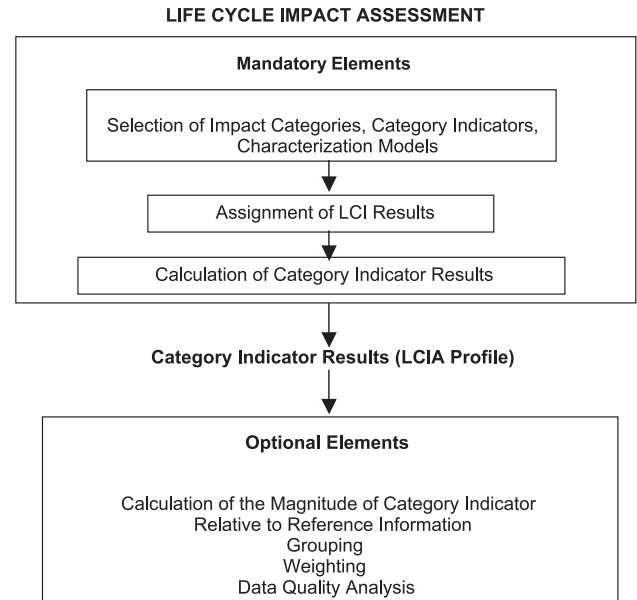 LIFE CYCLE IMPACT ASSESSMENT
Mandatory Elements
Selection of Impact Categories, Category Indicators,
Characterization Models
Assignment of LCI Results
Calculation of Category Indicator Results
Category Indicator Results (LCIA Profile)
Optional Elements
Calculation of the Magnitude of Category Indicator
Relative to Reference Information
Grouping
Weighting
Data Quality Analysis